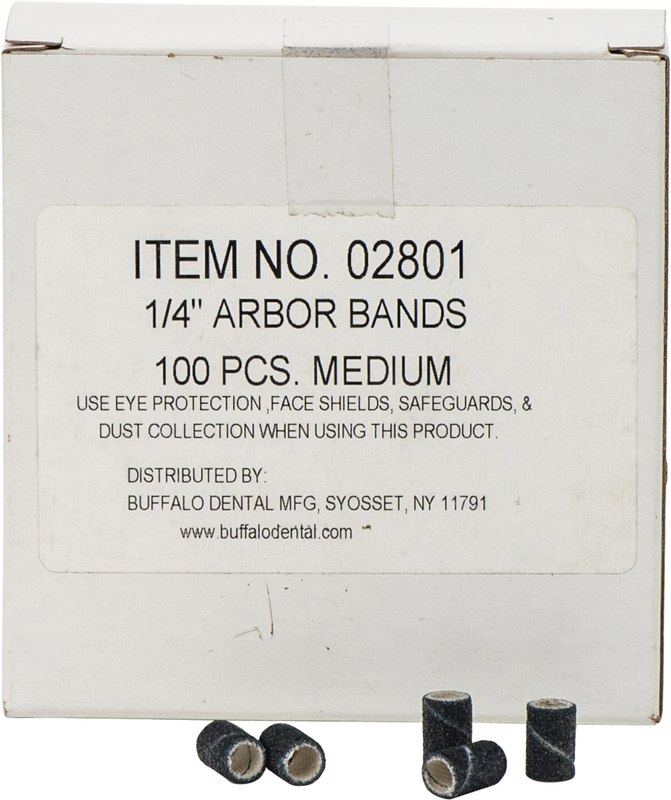 ITEM NO. 02801
1/4" ARBOR BANDS
100 PCS. MEDIUM
USE EYE PROTECTION ,FACE SHIELDS, SAFEGUARDS, &
DUST COLLECTION WHEN USING THIS PRODUCT.
DISTRIBUTED BY:
BUFFALO DENTAL MFG, SYOSSET, NY 11791
www.buffalodental.com